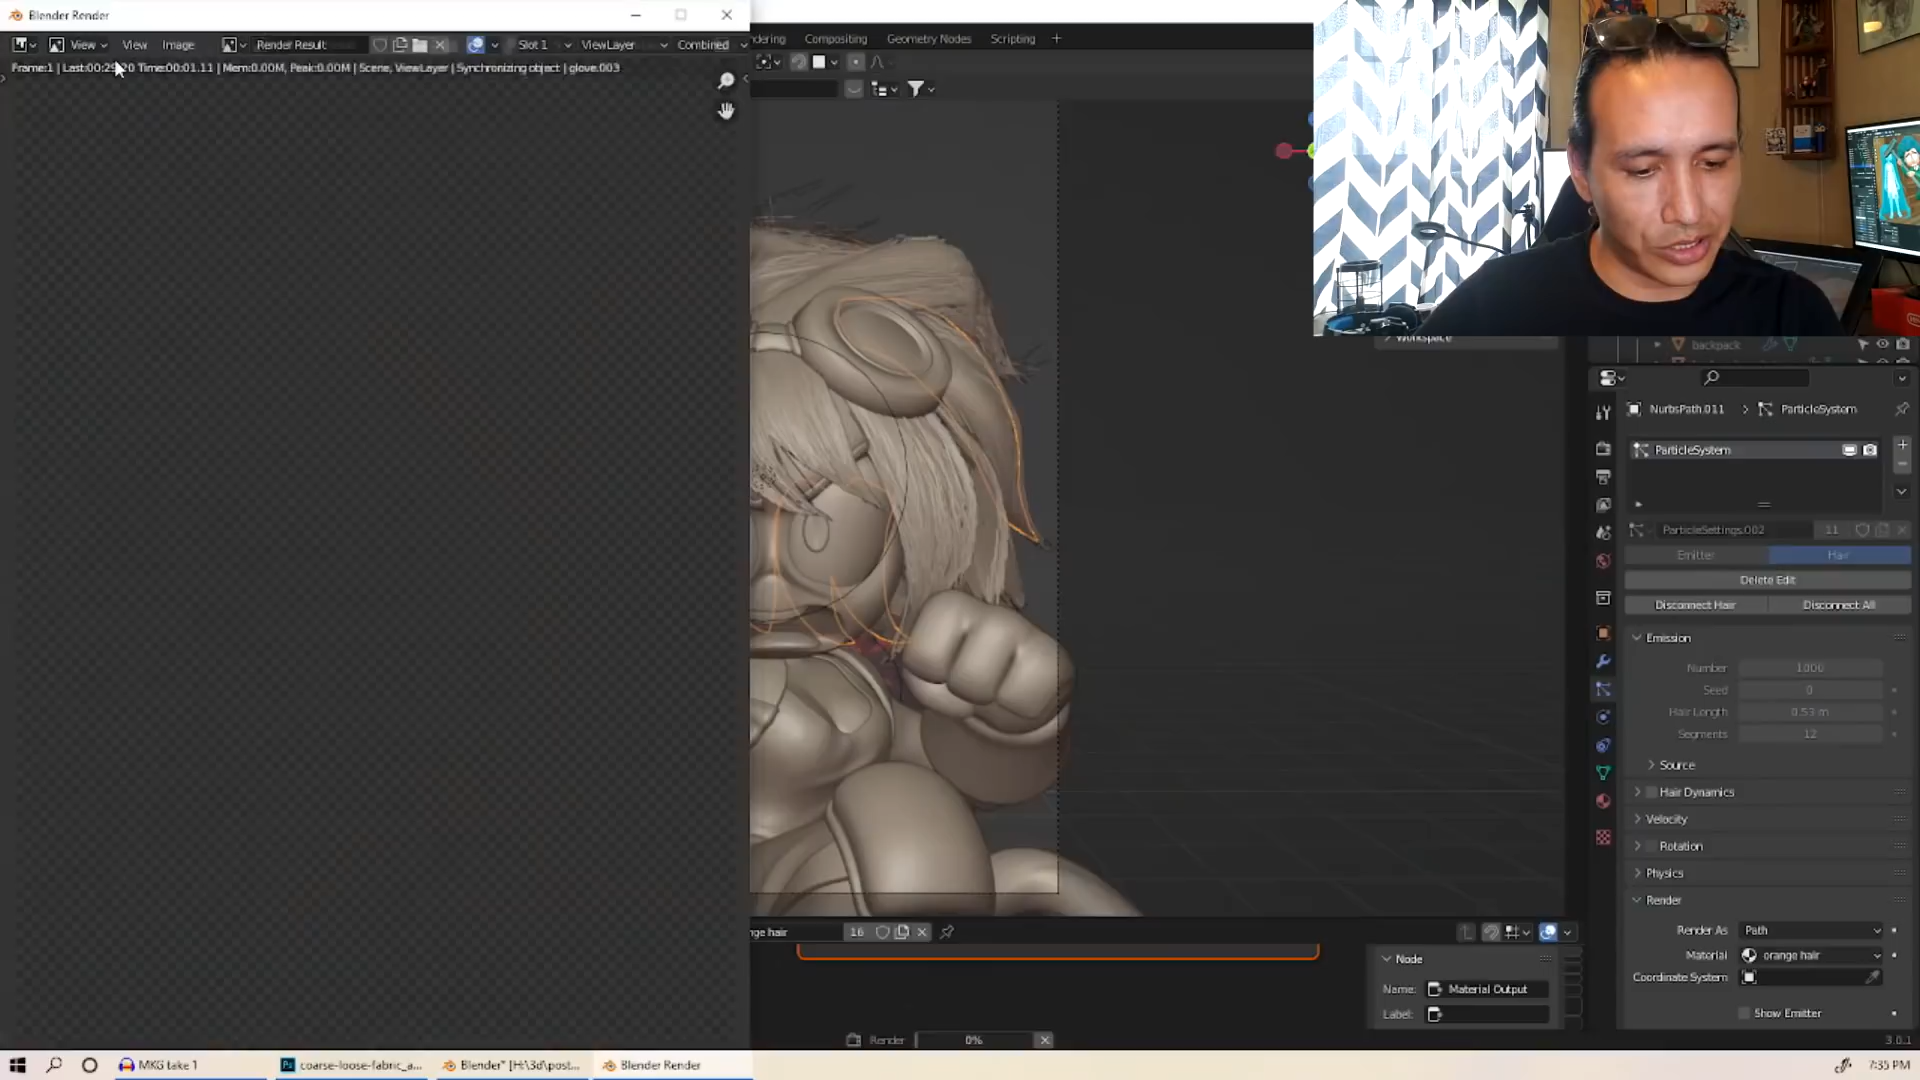 Blender Render
View View Image Render Result Slot 1 ViewLayer Combined
Frame:1 | Last:00:29.20 Time:00:01.11 | Mem:0.00M, Peak:0.00M | Scene, ViewLayer | Synchronizing object | glove.003
dering Compositing Geometry Nodes Scripting +
Workspace
backpack
NurbsPath.011 > ParticleSystem
ParticleSystem
ParticleSettings.002 11
Emitter Hair
Delete Edit
Disconnect Hair Disconnect All
Emission
Number 1000
Seed 0
Hair Length 0.53 m
Segments 12
Source
Hair Dynamics
Velocity
Rotation
Physics
Render
Render As Path
Material orange hair
Coordinate System
Show Emitter
nge hair 16
Node
Name: Material Output
Label:
Render 0%
3.0.1
MKG take 1
coarse-loose-fabric_a...
Blender* [H:\3d\post...
Blender Render
7:35 PM